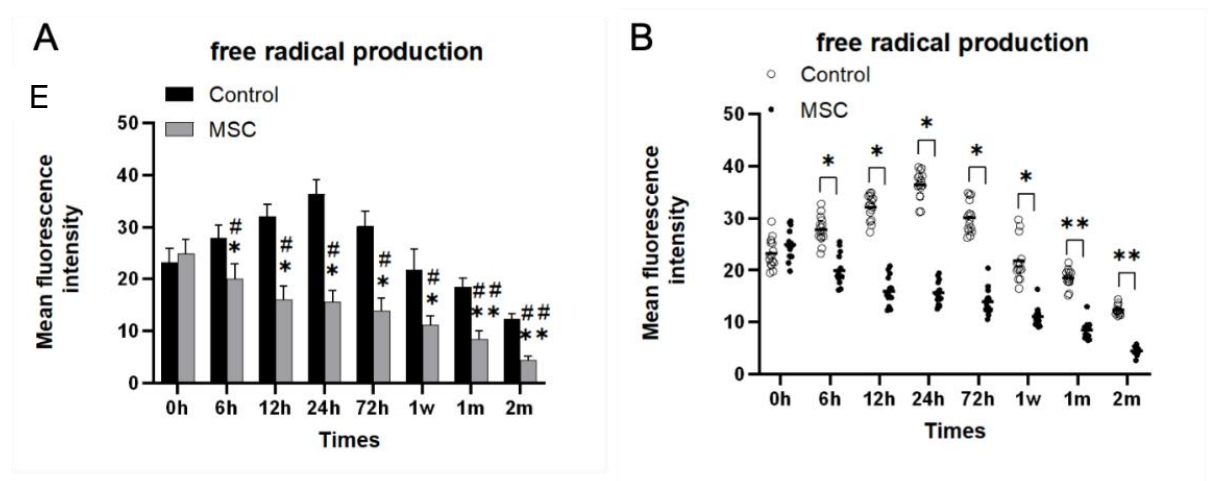 A
free radical production
E
Control
MSC
50
40
30
20
10
0
Mean fluorescence
intensity
#
*
#
*
#
*
#
*
#
*
##
**
##
**
0h 6h 12h 24h 72h 1w 1m 2m
Times
B
free radical production
Control
MSC
50
40
30
20
10
0
Mean fluorescence
intensity
*
*
*
*
*
**
**
0h 6h 12h 24h 72h 1w 1m 2m
Times